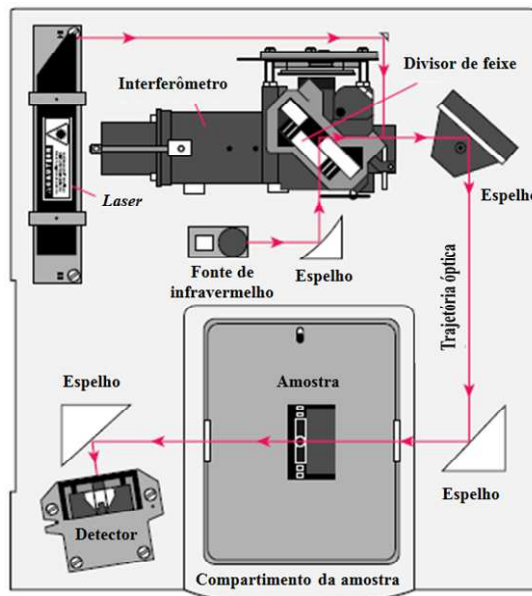 Divisor de feixe
Interferômetro
Laser
Espelho
Fonte de
infravermelho
Espelho
Trajetória óptica
Espelho
Amostra
Espelho
Detector
Compartimento da amostra